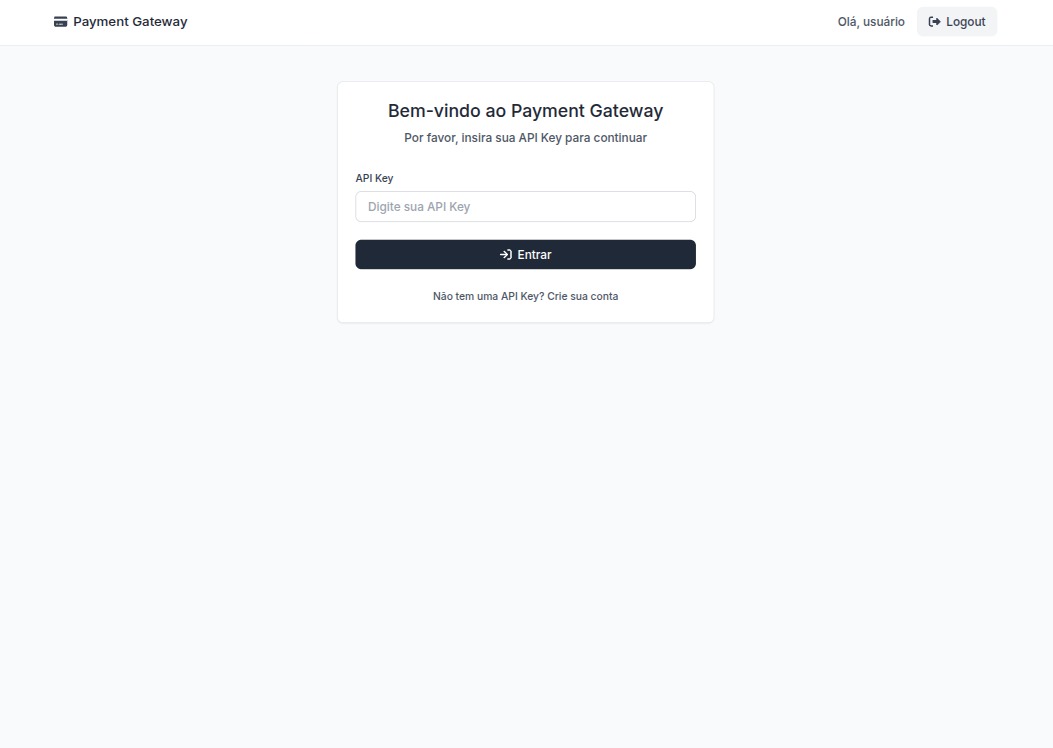 Payment Gateway
Olá, usuário
Logout
Bem-vindo ao Payment Gateway
Por favor, insira sua API Key para continuar
API Key
Digite sua API Key
Entrar
Não tem uma API Key? Crie sua conta